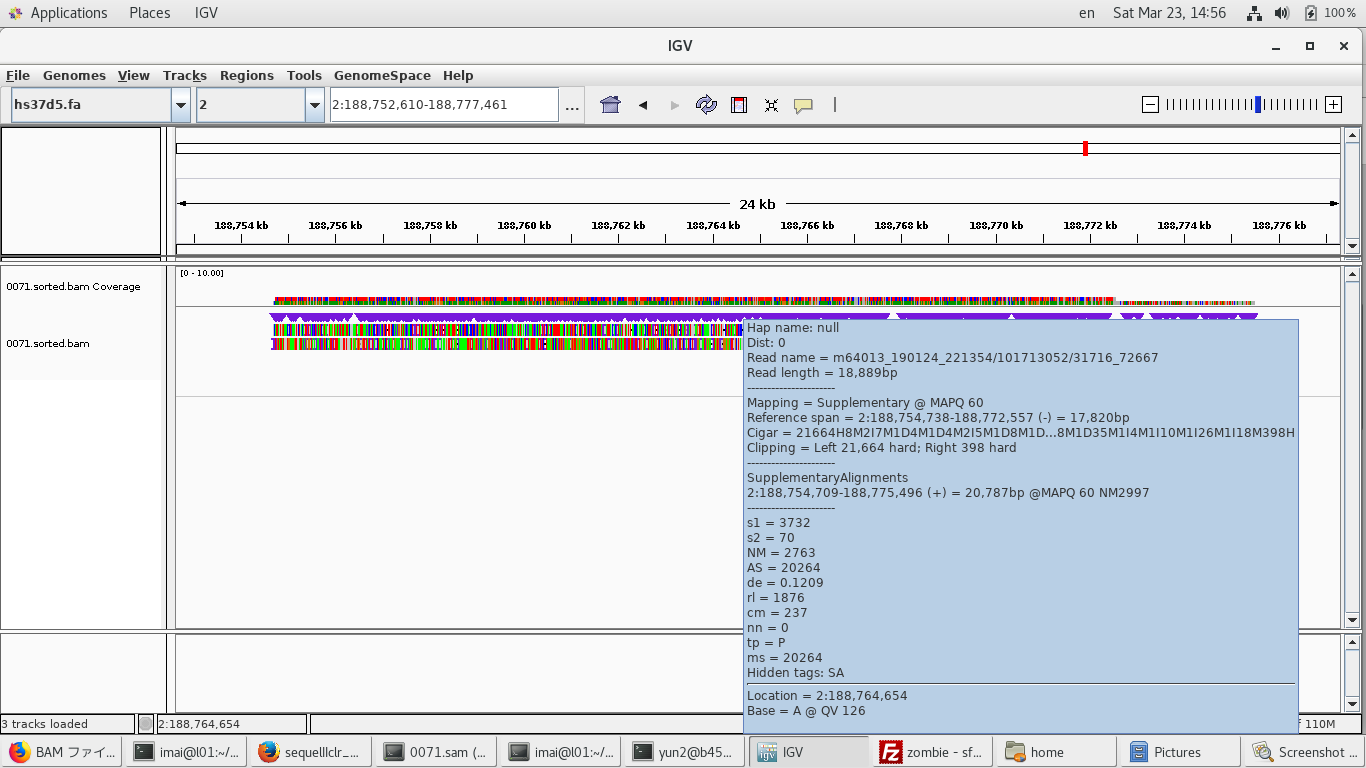 Applications Places IGV en Sat Mar 23, 14:56 100%
IGV
File Genomes View Tracks Regions Tools GenomeSpace Help
hs37d5.fa 2 2:188,752,610-188,777,461 ...
24 kb
188,754 kb 188,756 kb 188,758 kb 188,760 kb 188,762 kb 188,764 kb 188,766 kb 188,768 kb 188,770 kb 188,772 kb 188,774 kb 188,776 kb
[0 - 10.00]
0071.sorted.bam Coverage
0071.sorted.bam
Hap name: null
Dist: 0
Read name = m64013_190124_221354/101713052/31716_72667
Read length = 18,889bp
----------------------
Mapping = Supplementary @ MAPQ 60
Reference span = 2:188,754,738-188,772,557 (-) = 17,820bp
Cigar = 21664H8M2I7M1D4M1D4M2I5M1D8M1D...8M1D35M1I4M1I10M1I26M1I18M398H
Clipping = Left 21,664 hard; Right 398 hard
----------------------
SupplementaryAlignments
2:188,754,709-188,775,496 (+) = 20,787bp @MAPQ 60 NM2997
----------------------
s1 = 3732
s2 = 70
NM = 2763
AS = 20264
de = 0.1209
rl = 1876
cm = 237
nn = 0
tp = P
ms = 20264
Hidden tags: SA
Location = 2:188,764,654
Base = A @ QV 126
3 tracks loaded 2:188,764,654 110M
BAM ファイ... imai@l01:~/... sequelIIclr_... 0071.sam (... imai@l01:~/... yun2@b45... IGV zombie - sf... home Pictures Screenshot ...